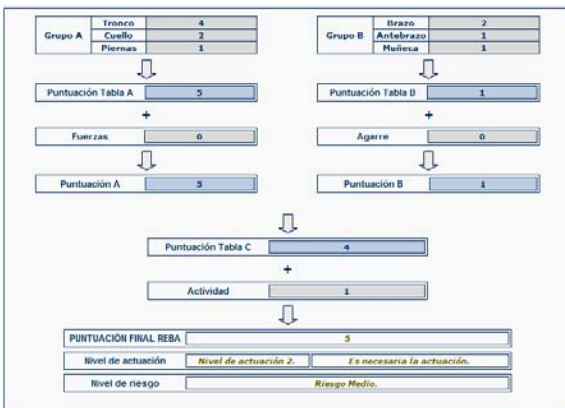 Grupo A
Tronco 4
Cuello 2
Piernas 1
Grupo B
Brazo 2
Antebrazo 1
Muñeca 1
Puntuación Tabla A 5
Puntuación Tabla B 1
+
+
Fuerzas 0
Agarre 0
Puntuación A 5
Puntuación B 1
Puntuación Tabla C 4
+
Actividad 1
PUNTUACIÓN FINAL REBA 5
Nivel de actuación Nivel de actuación 2. Es necesaria la actuación.
Nivel de riesgo Riesgo Medio.